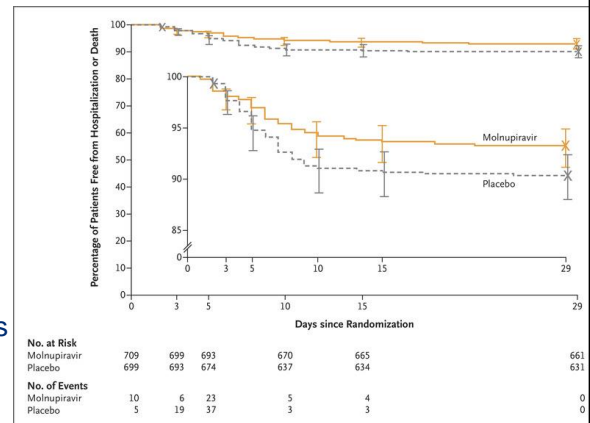 Percentage of Patients Free from Hospitalization or Death
100
90
80
70
60
50
40
30
20
10
0
100
95
90
85
0
Molnupiravir
Placebo
0 3 5 10 15 29
0 3 5 10 15 29
Days since Randomization
s
No. at Risk
Molnupiravir 709 699 693 670 665 661
Placebo 699 693 674 637 634 631
No. of Events
Molnupiravir 10 6 23 5 4 0
Placebo 5 19 37 3 3 0